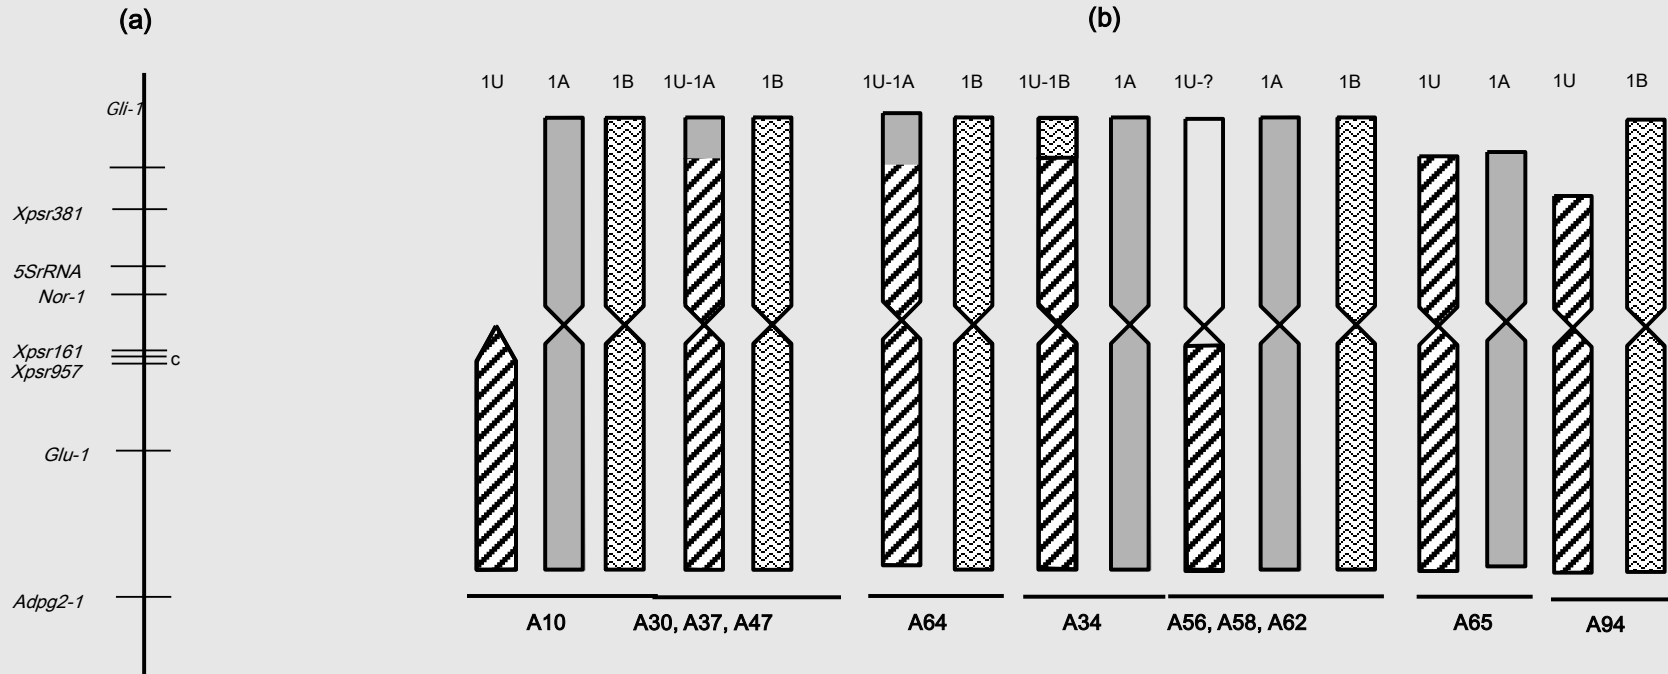 (a)
(b)
1U 1A 1B 1U-1A 1B 1U-1A 1B 1U-1B 1A 1U-? 1A 1B 1U 1A 1U 1B
Gli-1
Xpsr381
5SrRNA
Nor-1
Xpsr161
c
Xpsr957
Glu-1
Adpg2-1
A10 A30, A37, A47 A64 A34 A56, A58, A62 A65 A94